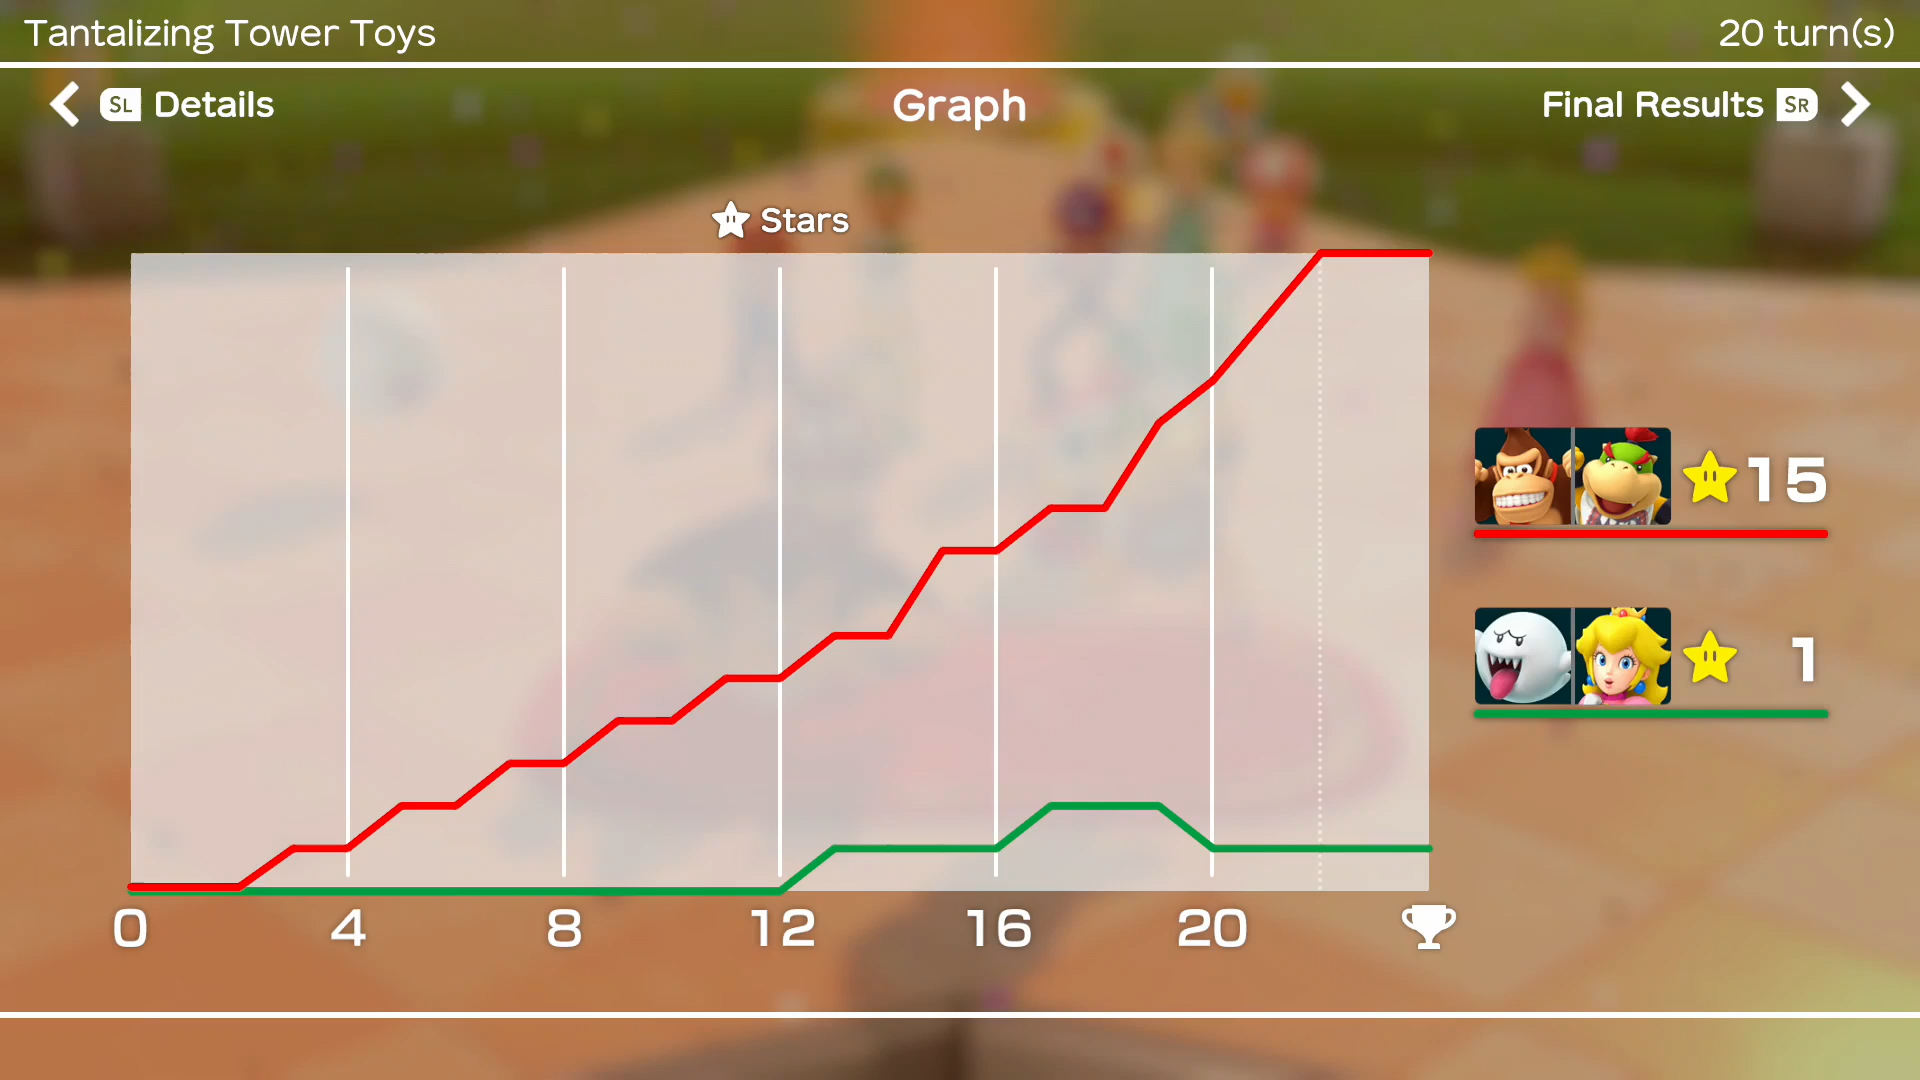 Tantalizing Tower Toys
20 turn(s)
SL Details
Graph
Final Results SR
Stars
15
1
0 4 8 12 16 20